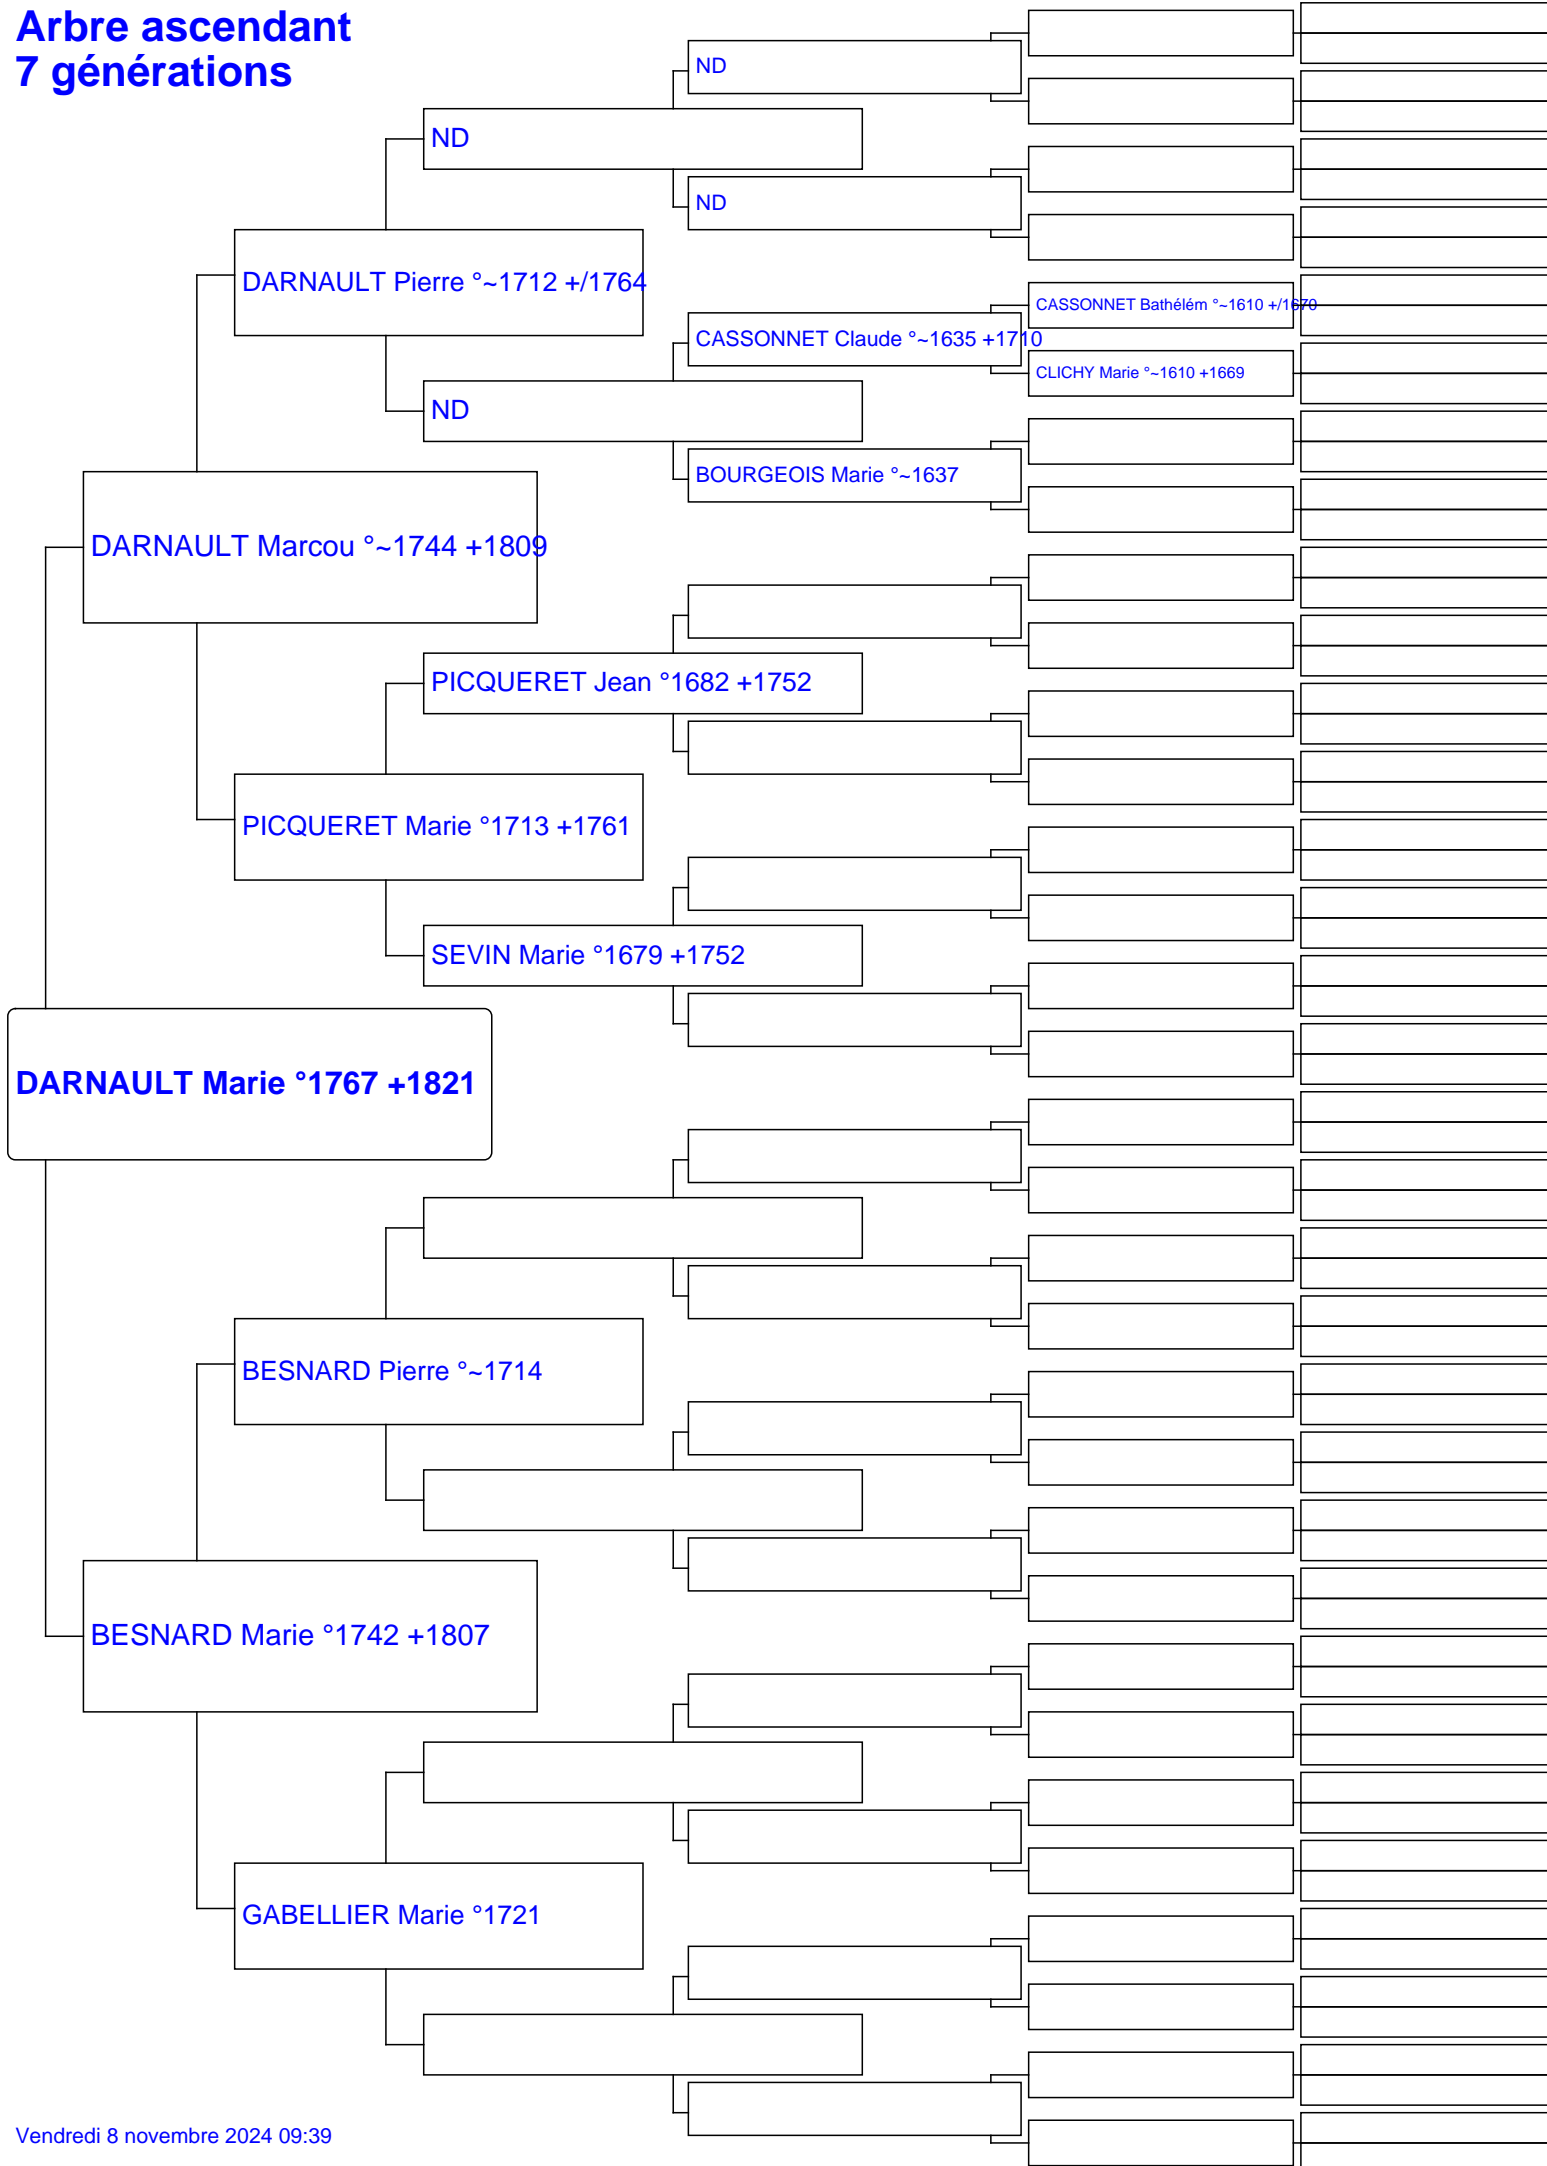 Arbre ascendant
7 générations
ND
ND
ND
DARNAULT Pierre °~1712 +/1764
CASSONNET Bathélém °~1610 +/1670
CASSONNET Claude °~1635 +1710
CLICHY Marie °~1610 +1669
ND
BOURGEOIS Marie °~1637
DARNAULT Marcou °~1744 +1809
PICQUERET Jean °1682 +1752
PICQUERET Marie °1713 +1761
SEVIN Marie °1679 +1752
DARNAULT Marie °1767 +1821
BESNARD Pierre °~1714
BESNARD Marie °1742 +1807
GABELLIER Marie °1721
Vendredi 8 novembre 2024 09:39